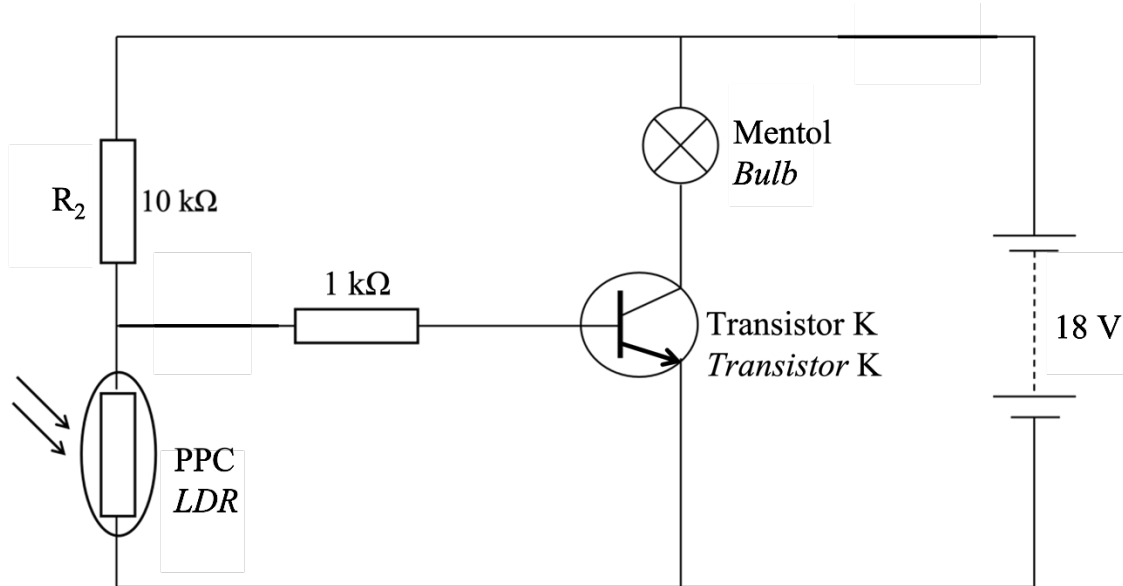 Mentol
Bulb
R₂
10 kΩ
1 kΩ
Transistor K
Transistor K
18 V
PPC
LDR